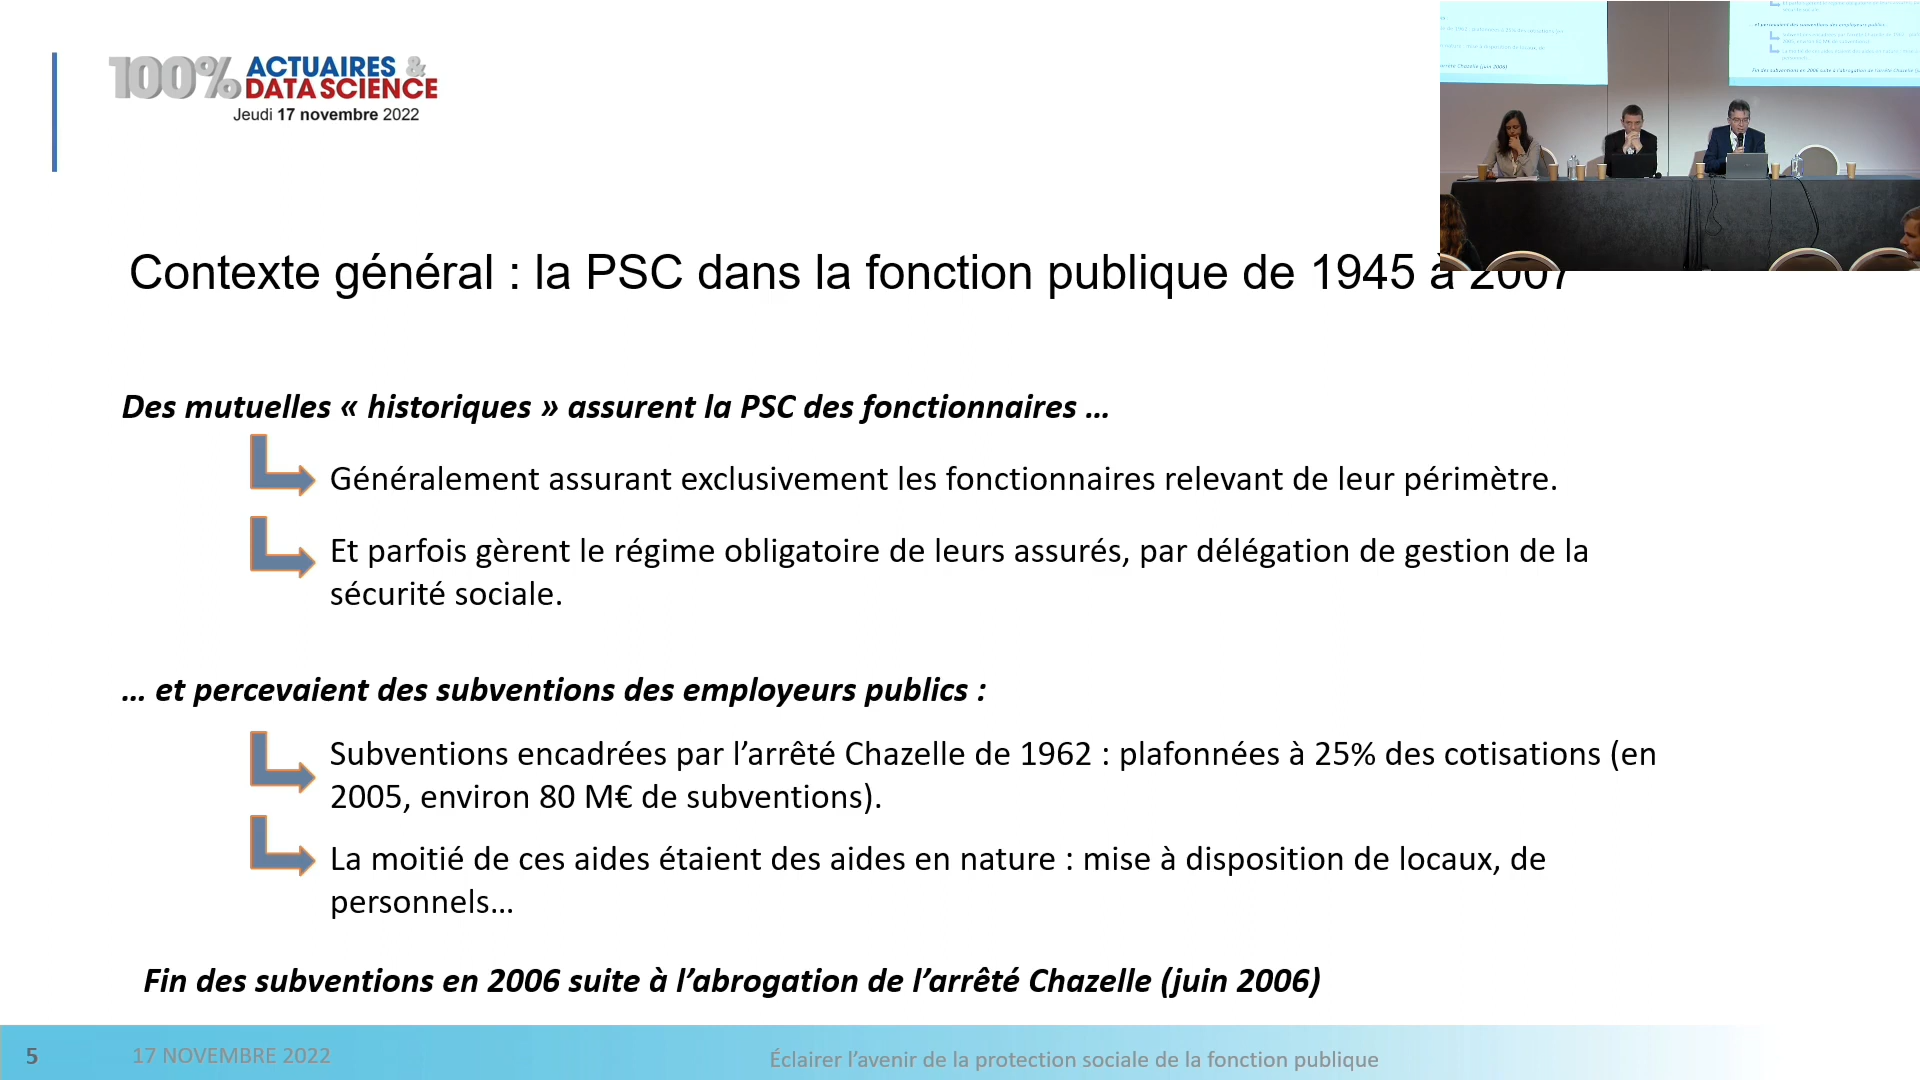 100% ACTUAIRES &
DATA SCIENCE
Jeudi 17 novembre 2022
Contexte général : la PSC dans la fonction publique de 1945 à 2007
Des mutuelles « historiques » assurent la PSC des fonctionnaires ...
Généralement assurant exclusivement les fonctionnaires relevant de leur périmètre.
Et parfois gèrent le régime obligatoire de leurs assurés, par délégation de gestion de la
sécurité sociale.
... et percevaient des subventions des employeurs publics :
Subventions encadrées par l’arrêté Chazelle de 1962 : plafonnées à 25% des cotisations (en
2005, environ 80 M€ de subventions).
La moitié de ces aides étaient des aides en nature : mise à disposition de locaux, de
personnels...
Fin des subventions en 2006 suite à l’abrogation de l’arrêté Chazelle (juin 2006)
5
17 NOVEMBRE 2022
Éclairer l’avenir de la protection sociale de la fonction publique